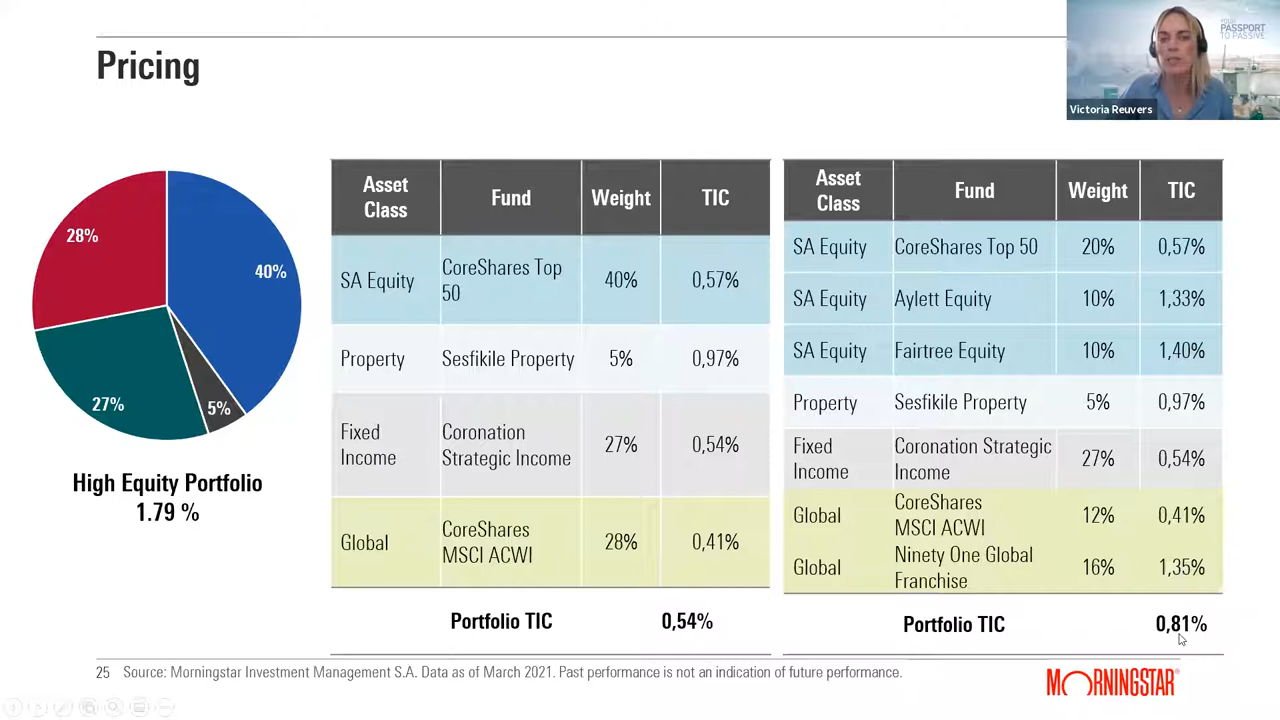 Pricing
YOUR
PASSPORT
TO PASSIVE
Victoria Reuvers
28%
40%
27%
5%
High Equity Portfolio
1.79 %
Asset
Class
Fund
Weight
TIC
SA Equity
CoreShares Top
50
40%
0,57%
Property
Sesfikile Property
5%
0,97%
Fixed
Income
Coronation
Strategic Income
27%
0,54%
Global
CoreShares
MSCI ACWI
28%
0,41%
Portfolio TIC
0,54%
Asset
Class
Fund
Weight
TIC
SA Equity
CoreShares Top 50
20%
0,57%
SA Equity
Aylett Equity
10%
1,33%
SA Equity
Fairtree Equity
10%
1,40%
Property
Sesfikile Property
5%
0,97%
Fixed
Income
Coronation Strategic
Income
27%
0,54%
Global
CoreShares
MSCI ACWI
12%
0,41%
Global
Ninety One Global
Franchise
16%
1,35%
Portfolio TIC
0,81%
25 Source: Morningstar Investment Management S.A. Data as of March 2021. Past performance is not an indication of future performance.
MORNINGSTAR®